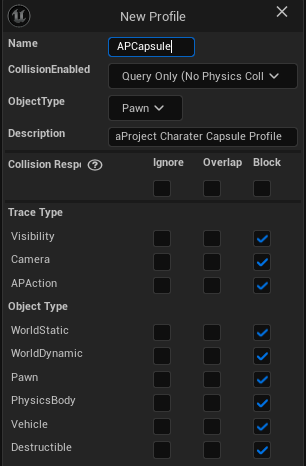 New Profile
Name APCapsule
CollisionEnabled Query Only (No Physics Coll
ObjectType Pawn
Description aProject Charater Capsule Profile
Collision Respo ? Ignore Overlap Block
Trace Type
Visibility
Camera
APAction
Object Type
WorldStatic
WorldDynamic
Pawn
PhysicsBody
Vehicle
Destructible